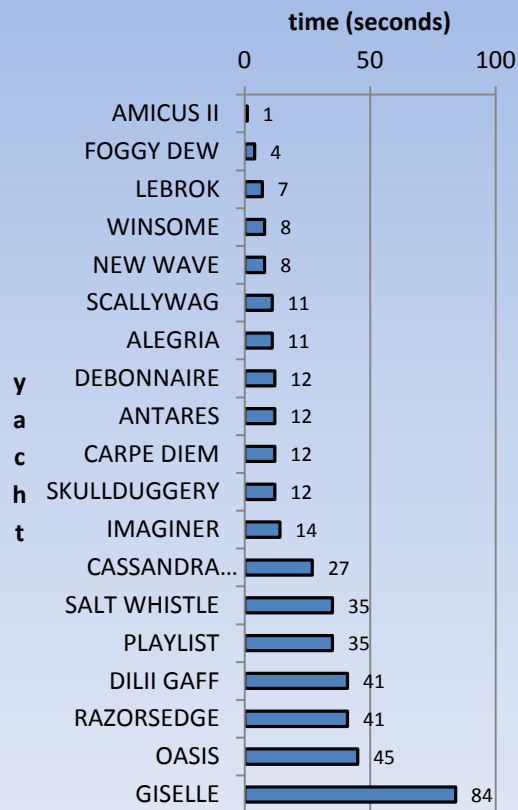 time (seconds)
0 50 100
AMICUS II 1
FOGGY DEW 4
LEBROK 7
WINSOME 8
NEW WAVE 8
SCALLYWAG 11
ALEGRIA 11
DEBONNAIRE 12
ANTARES 12
CARPE DIEM 12
SKULLDUGGERY 12
IMAGINER 14
CASSANDRA... 27
SALT WHISTLE 35
PLAYLIST 35
DILII GAFF 41
RAZORSEDGE 41
OASIS 45
GISELLE 84
yacht